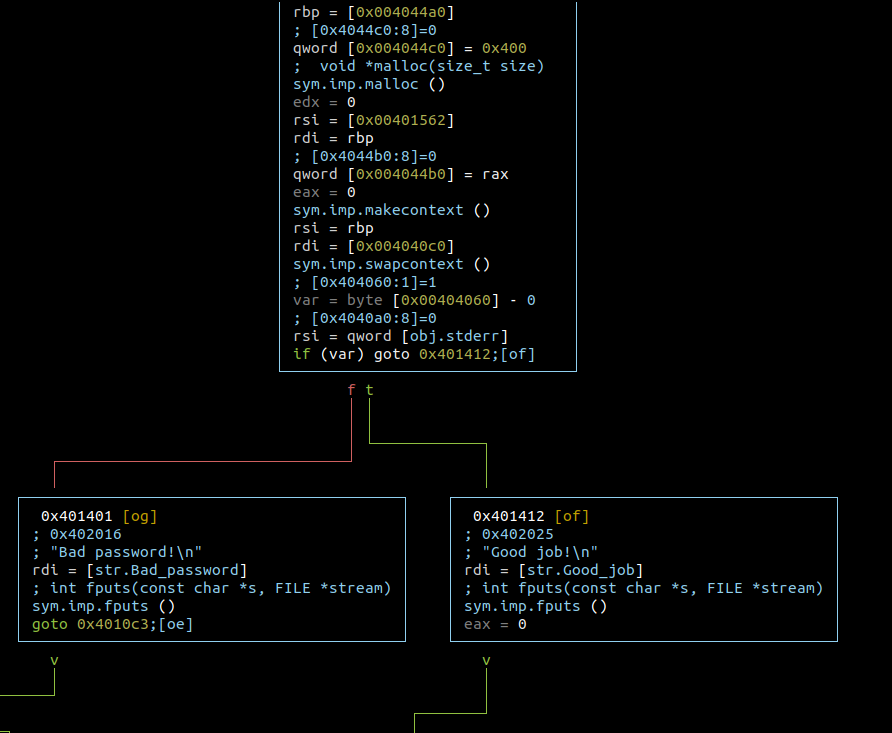 rbp = [0x004044a0]
; [0x4044c0:8]=0
qword [0x004044c0] = 0x400
;  void *malloc(size_t size)
sym.imp.malloc ()
edx = 0
rsi = [0x00401562]
rdi = rbp
; [0x4044b0:8]=0
qword [0x004044b0] = rax
eax = 0
sym.imp.makecontext ()
rsi = rbp
rdi = [0x004040c0]
sym.imp.swapcontext ()
; [0x404060:1]=1
var = byte [0x00404060] - 0
; [0x4040a0:8]=0
rsi = qword [obj.stderr]
if (var) goto 0x401412;[of]
f t
0x401401 [og]
; 0x402016
; "Bad password!\n"
rdi = [str.Bad_password]
; int fputs(const char *s, FILE *stream)
sym.imp.fputs ()
goto 0x4010c3;[oe]
v
0x401412 [of]
; 0x402025
; "Good job!\n"
rdi = [str.Good_job]
; int fputs(const char *s, FILE *stream)
sym.imp.fputs ()
eax = 0
v